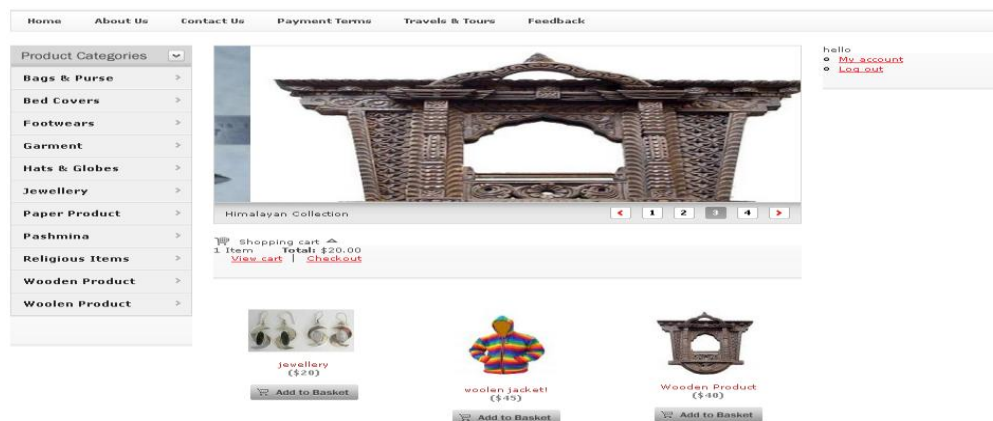 Home About Us Contact Us Payment Terms Travels & Tours Feedback
Product Categories
Bags & Purse
Bed Covers
Footwears
Garment
Hats & Globes
Jewellery
Paper Product
Pashmina
Religious Items
Wooden Product
Woolen Product
Himalayan Collection
1 2 3 4
Shopping cart
1 Item Total: $20.00
View cart | Checkout
jewellery
($20)
Add to Basket
woolen jacket!
($45)
Add to Basket
Wooden Product
($40)
Add to Basket
hello
My account
Log out